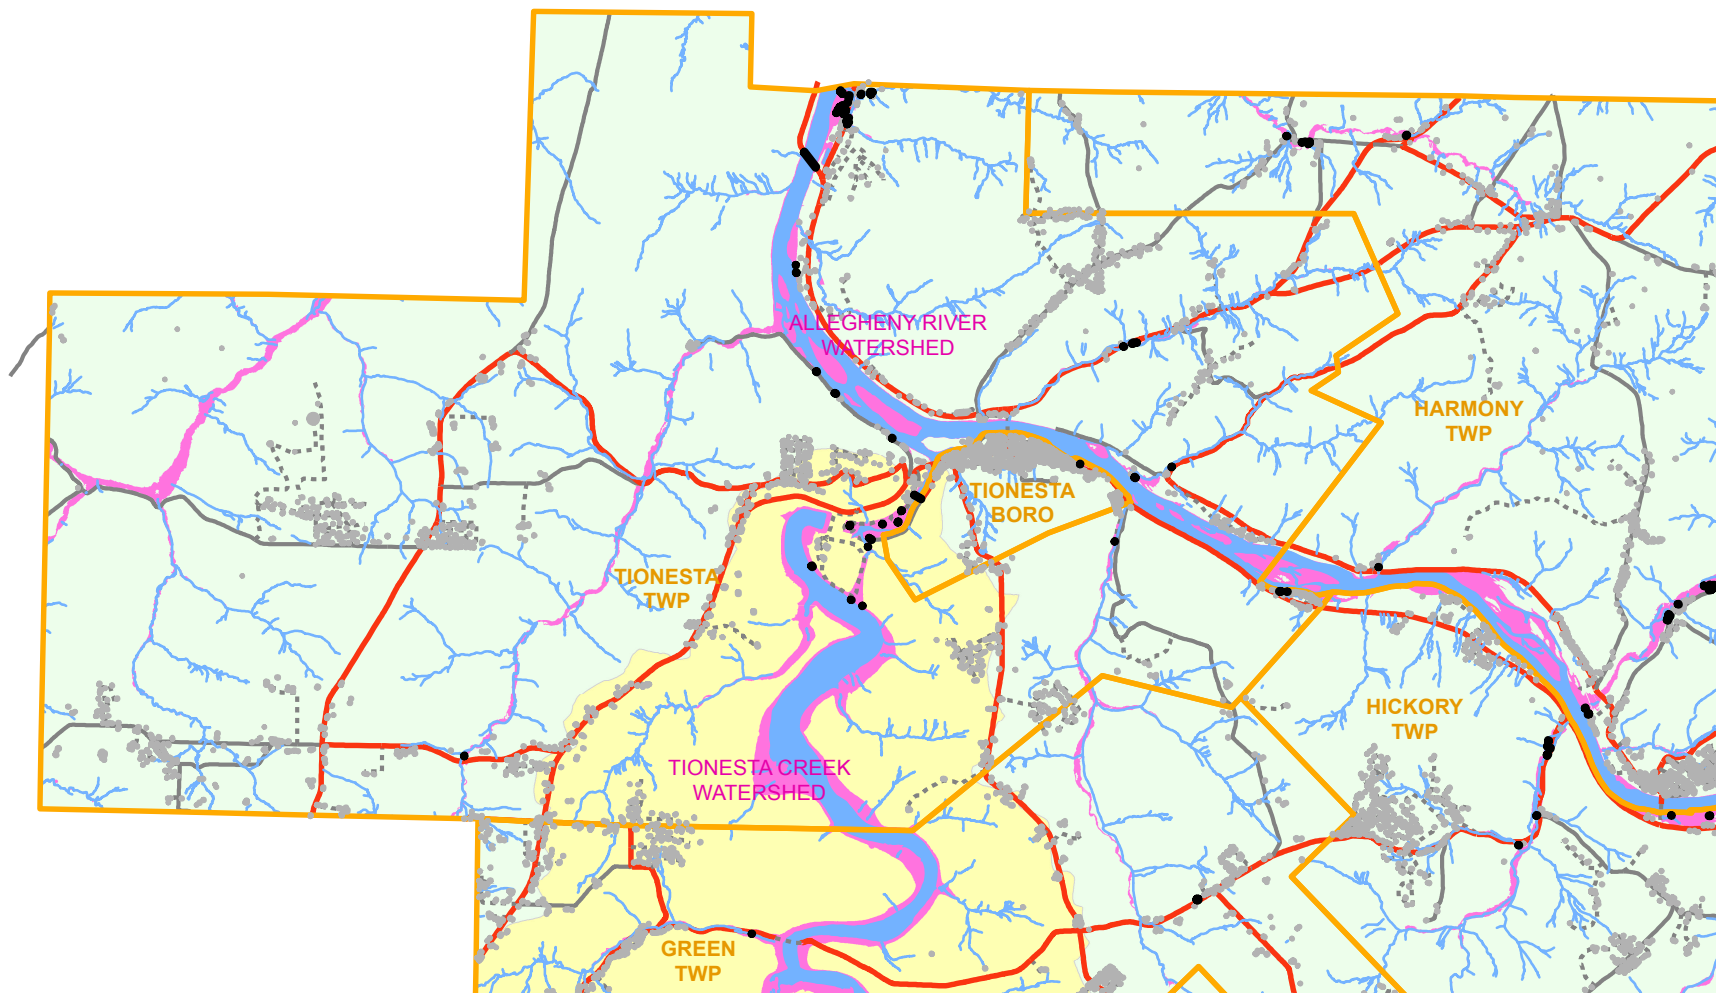 ALLEGHENY RIVER
WATERSHED
HARMONY
TWP
TIONESTA
BORO
TIONESTA
TWP
HICKORY
TWP
TIONESTA CREEK
WATERSHED
GREEN
TWP